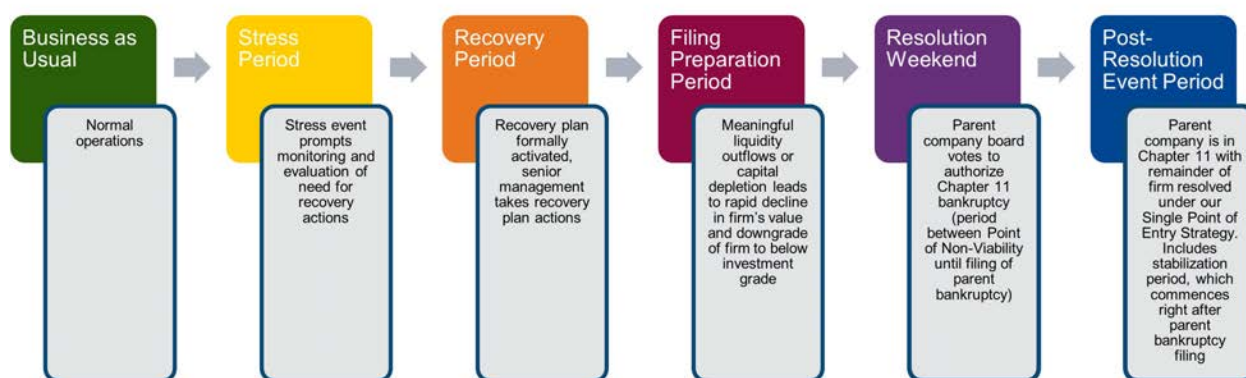 Business as
Usual
Normal
operations
Stress
Period
Stress event
prompts
monitoring and
evaluation of
need for
recovery
actions
Recovery
Period
Recovery plan
formally
activated,
senior
management
takes recovery
plan actions
Filing
Preparation
Period
Meaningful
liquidity
outflows or
capital
depletion leads
to rapid decline
in firm's value
and downgrade
of firm to below
investment
grade
Resolution
Weekend
Parent
company board
votes to
authorize
Chapter 11
bankruptcy
(period
between Point
of Non-Viability
until filing of
parent
bankruptcy)
Post-
Resolution
Event Period
Parent
company is in
Chapter 11 with
remainder of
firm resolved
under our
Single Point of
Entry Strategy.
Includes
stabilization
period, which
commences
right after
parent
bankruptcy
filing